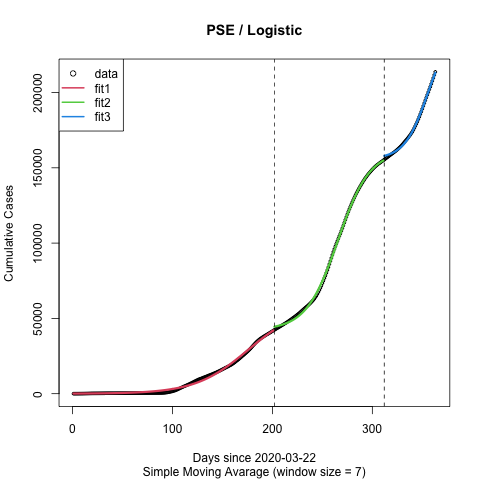 PSE / Logistic
data
fit1
fit2
fit3
Cumulative Cases
0
50000
100000
150000
200000
0
100
200
300
Days since 2020-03-22
Simple Moving Avarage (window size = 7)